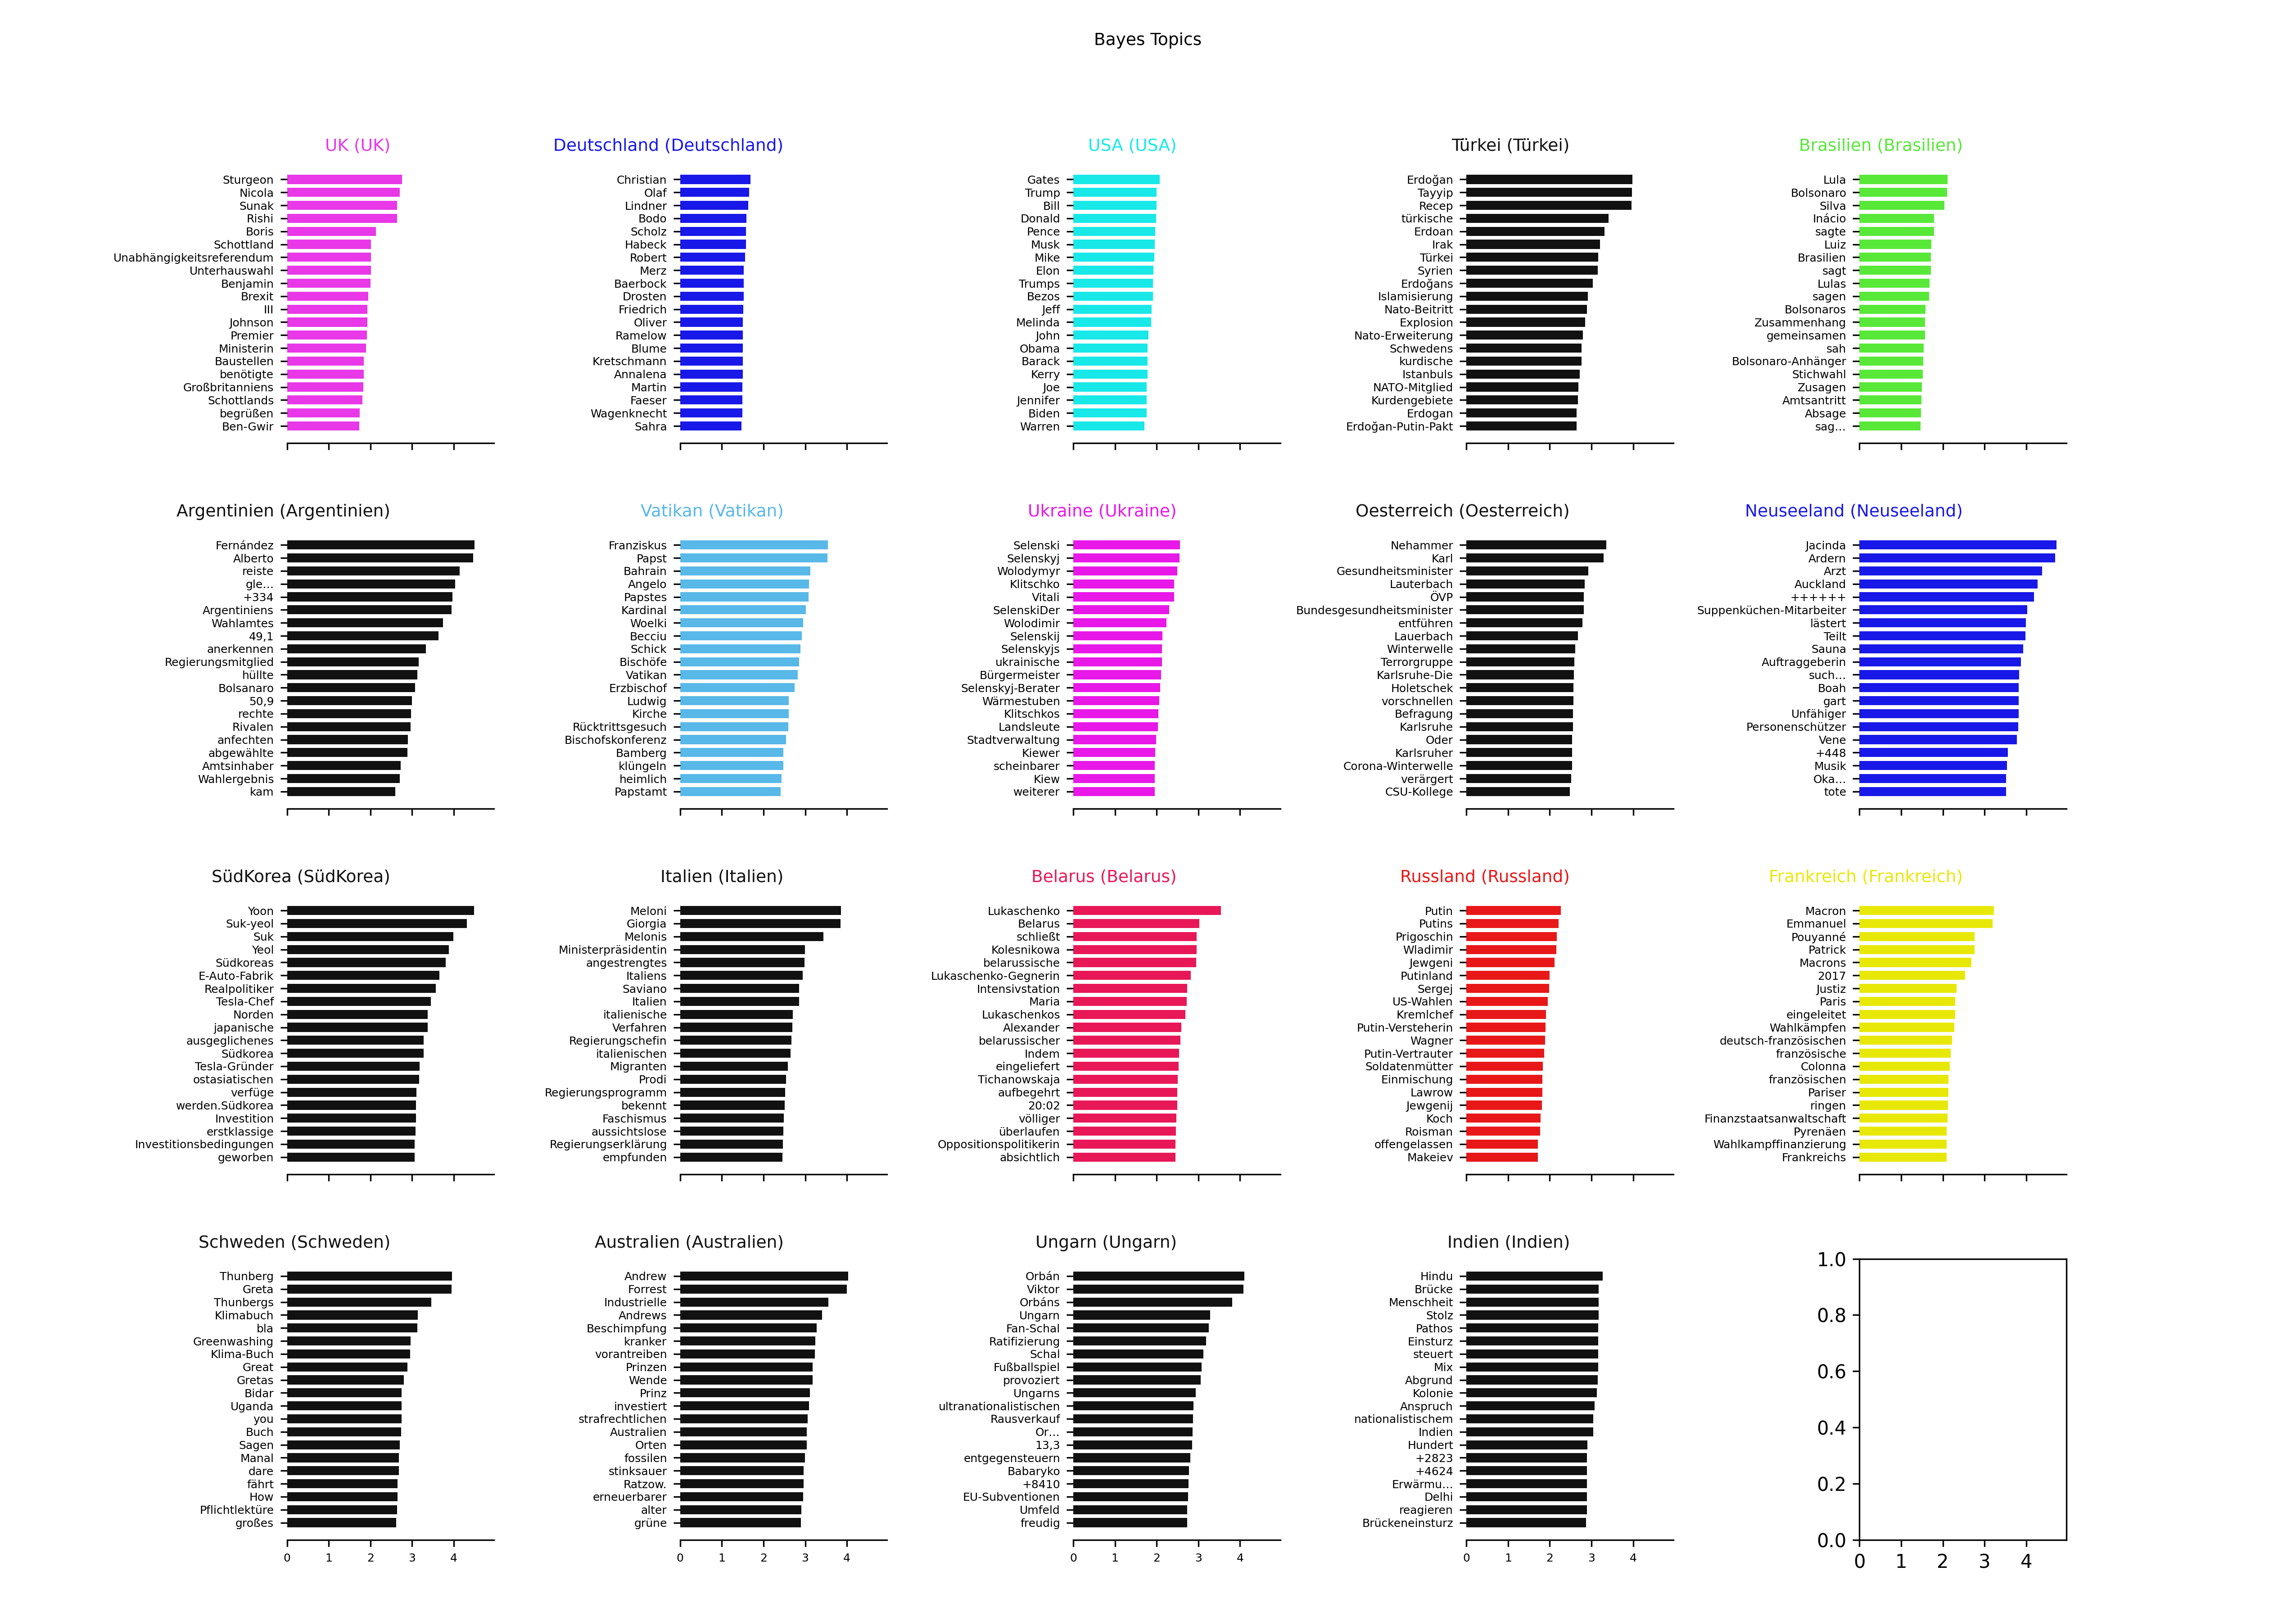 Bayes Topics
UK (UK)
Sturgeon
Nicola
Sunak
Rishi
Boris
Schottland
Unabhängigkeitsreferendum
Unterhauswahl
Benjamin
Brexit
III
Johnson
Premier
Ministerin
Baustellen
benötigte
Großbritanniens
Schottlands
begrüßen
Ben-Gwir
Deutschland (Deutschland)
Christian
Olaf
Lindner
Bodo
Scholz
Habeck
Robert
Merz
Baerbock
Drosten
Friedrich
Oliver
Ramelow
Blume
Kretschmann
Annalena
Martin
Faeser
Wagenknecht
Sahra
USA (USA)
Gates
Trump
Bill
Donald
Pence
Musk
Mike
Elon
Trumps
Bezos
Jeff
Melinda
John
Obama
Barack
Kerry
Joe
Jennifer
Biden
Warren
Türkei (Türkei)
Erdoğan
Tayyip
Recep
türkische
Erdoan
Irak
Türkei
Syrien
Erdoğans
Islamisierung
Nato-Beitritt
Explosion
Nato-Erweiterung
Schwedens
kurdische
Istanbuls
NATO-Mitglied
Kurdengebiete
Erdogan
Erdoğan-Putin-Pakt
Brasilien (Brasilien)
Lula
Bolsonaro
Silva
Inácio
sagte
Luiz
Brasilien
sagt
Lulas
sagen
Bolsonaros
Zusammenhang
gemeinsamen
sah
Bolsonaro-Anhänger
Stichwahl
Zusagen
Amtsantritt
Absage
sag…
Argentinien (Argentinien)
Fernández
Alberto
reiste
gle…
+334
Argentiniens
Wahlamtes
49,1
anerkennen
Regierungsmitglied
hüllte
Bolsanaro
50,9
rechte
Rivalen
anfechten
abgewählte
Amtsinhaber
Wahlergebnis
kam
Vatikan (Vatikan)
Franziskus
Papst
Bahrain
Angelo
Papstes
Kardinal
Woelki
Becciu
Schick
Bischöfe
Vatikan
Erzbischof
Ludwig
Kirche
Rücktrittsgesuch
Bischofskonferenz
Bamberg
klüngeln
heimlich
Papstamt
Ukraine (Ukraine)
Selenski
Selenskyj
Wolodymyr
Klitschko
Vitali
SelenskiDer
Wolodimir
Selenskij
Selenskyjs
ukrainische
Bürgermeister
Selenskyj-Berater
Wärmestuben
Klitschkos
Landsleute
Stadtverwaltung
Kiewer
scheinbarer
Kiew
weiterer
Oesterreich (Oesterreich)
Nehammer
Karl
Gesundheitsminister
Lauterbach
ÖVP
Bundesgesundheitsminister
entführen
Lauerbach
Winterwelle
Terrorgruppe
Karlsruhe-Die
Holetschek
vorschnellen
Befragung
Karlsruhe
Oder
Karlsruher
Corona-Winterwelle
verärgert
CSU-Kollege
Neuseeland (Neuseeland)
Jacinda
Ardern
Arzt
Auckland
++++++
Suppenküchen-Mitarbeiter
lästert
Teilt
Sauna
Auftraggeberin
such…
Boah
gart
Unfähiger
Personenschützer
Vene
+448
Musik
Oka…
tote
SüdKorea (SüdKorea)
Yoon
Suk-yeol
Suk
Yeol
Südkoreas
E-Auto-Fabrik
Realpolitiker
Tesla-Chef
Norden
japanische
ausgeglichenes
Südkorea
Tesla-Gründer
ostasiatischen
verfüge
werden.Südkorea
Investition
erstklassige
Investitionsbedingungen
geworben
Italien (Italien)
Meloni
Giorgia
Melonis
Ministerpräsidentin
angestrengtes
Italiens
Saviano
Italien
italienische
Verfahren
Regierungschefin
italienischen
Migranten
Prodi
Regierungsprogramm
bekennt
Faschismus
aussichtslose
Regierungserklärung
empfunden
Belarus (Belarus)
Lukaschenko
Belarus
schließt
Kolesnikowa
belarussische
Lukaschenko-Gegnerin
Intensivstation
Maria
Lukaschenkos
Alexander
belarussischer
Indem
eingeliefert
Tichanowskaja
aufbegehrt
20:02
völliger
überlaufen
Oppositionspolitikerin
absichtlich
Russland (Russland)
Putin
Putins
Prigoschin
Wladimir
Jewgeni
Putinland
Sergej
US-Wahlen
Kremlchef
Putin-Versteherin
Wagner
Putin-Vertrauter
Soldatenmütter
Einmischung
Lawrow
Jewgenij
Koch
Roisman
offengelassen
Makeiev
Frankreich (Frankreich)
Macron
Emmanuel
Pouyanné
Patrick
Macrons
2017
Justiz
Paris
eingeleitet
Wahlkämpfen
deutsch-französischen
französische
Colonna
französischen
Pariser
ringen
Finanzstaatsanwaltschaft
Pyrenäen
Wahlkampffinanzierung
Frankreichs
Schweden (Schweden)
Thunberg
Greta
Thunbergs
Klimabuch
bla
Greenwashing
Klima-Buch
Great
Gretas
Bidar
Uganda
you
Buch
Sagen
Manal
dare
fährt
How
Pflichtlektüre
großes
0 1 2 3 4
Australien (Australien)
Andrew
Forrest
Industrielle
Andrews
Beschimpfung
kranker
vorantreiben
Prinzen
Wende
Prinz
investiert
strafrechtlichen
Australien
Orten
fossilen
stinksauer
Ratzow.
erneuerbarer
alter
grüne
0 1 2 3 4
Ungarn (Ungarn)
Orbán
Viktor
Orbáns
Ungarn
Fan-Schal
Ratifizierung
Schal
Fußballspiel
provoziert
Ungarns
ultranationalistischen
Rausverkauf
Or…
13,3
entgegensteuern
Babaryko
+8410
EU-Subventionen
Umfeld
freudig
0 1 2 3 4
Indien (Indien)
Hindu
Brücke
Menschheit
Stolz
Pathos
Einsturz
steuert
Mix
Abgrund
Kolonie
Anspruch
nationalistischem
Indien
Hundert
+2823
+4624
Erwärmu…
Delhi
reagieren
Brückeneinsturz
0 1 2 3 4
1.0
0.8
0.6
0.4
0.2
0.0
0 1 2 3 4